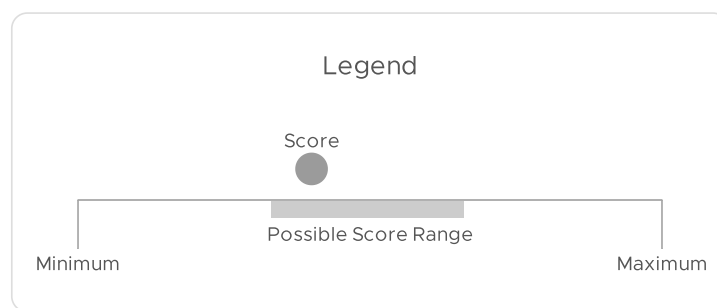 Legend
Score
Possible Score Range
Minimum
Maximum